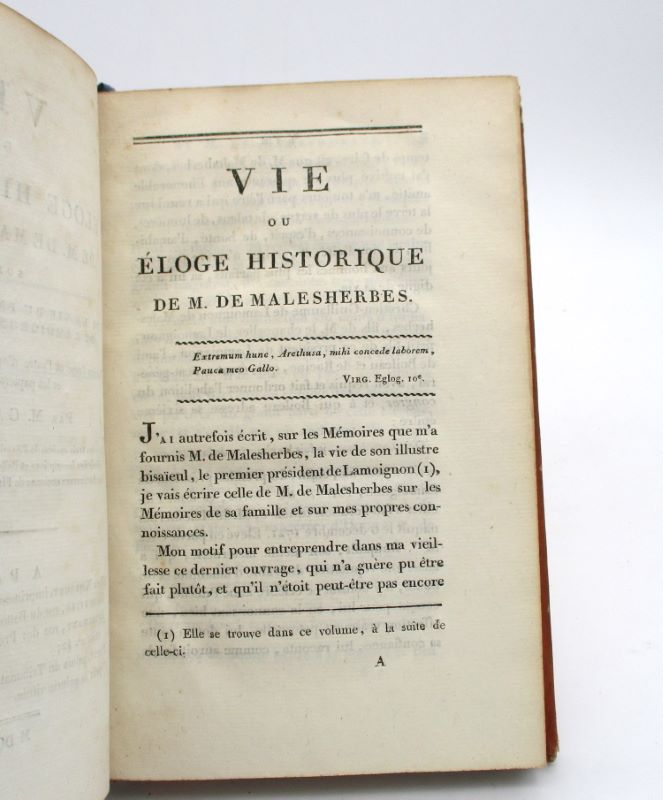 VIE
OU
ÉLOGE HISTORIQUE
DE M. DE MALESHERBES.
Extremum hunc, Arethusa, mihi concede laborem,
Pauca meo Gallo.
VIRG. Eglog. 10e.
J'AI autrefois écrit, sur les Mémoires que m'a
fournis M. de Malesherbes, la vie de son illustre
bisaïeul, le premier président de Lamoignon (1),
je vais écrire celle de M. de Malesherbes sur les
Mémoires de sa famille et sur mes propres con-
noissances.
Mon motif pour entreprendre dans ma vieil-
lesse ce dernier ouvrage, qui n'a guère pu être
fait plutôt, et qu'il n'étoit peut-être pas encore
(1) Elle se trouve dans ce volume, à la suite de
celle-ci.
A